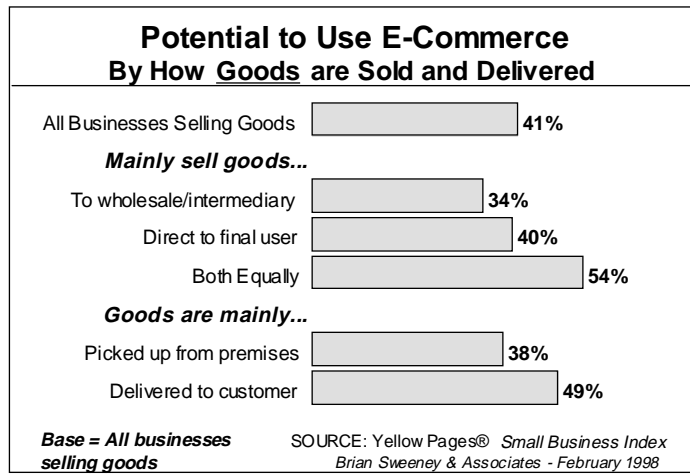 Potential to Use E-Commerce
By How Goods are Sold and Delivered
All Businesses Selling Goods 41%
Mainly sell goods...
To wholesale/intermediary 34%
Direct to final user 40%
Both Equally 54%
Goods are mainly...
Picked up from premises 38%
Delivered to customer 49%
Base = All businesses
selling goods
SOURCE: Yellow Pages® Small Business Index
Brian Sweeney & Associates - February 1998